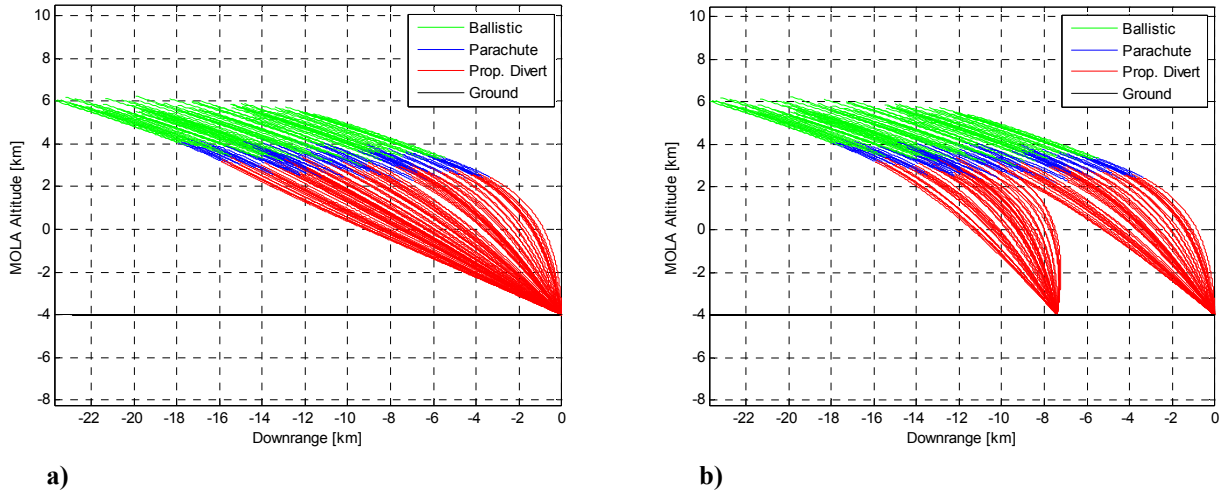 10
8
6
4
2
0
-2
-4
-6
-8
MOLA Altitude [km]
-22 -20 -18 -16 -14 -12 -10 -8 -6 -4 -2 0
Downrange [km]
Ballistic
Parachute
Prop. Divert
Ground
a)
10
8
6
4
2
0
-2
-4
-6
-8
MOLA Altitude [km]
-22 -20 -18 -16 -14 -12 -10 -8 -6 -4 -2 0
Downrange [km]
Ballistic
Parachute
Prop. Divert
Ground
b)